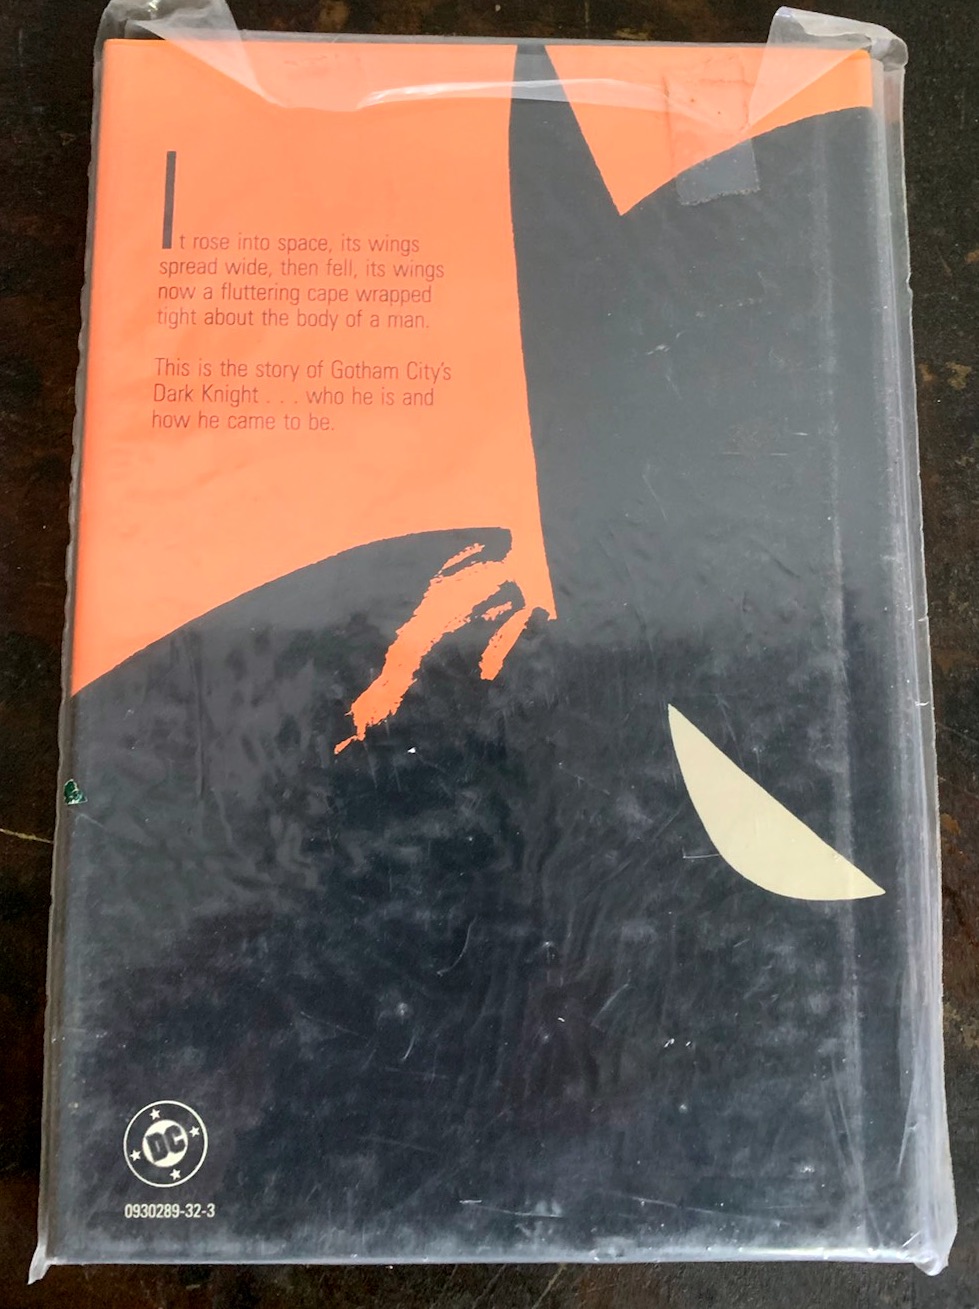 It rose into space, its wings
spread wide, then fell, its wings
now a fluttering cape wrapped
tight about the body of a man.
This is the story of Gotham City's
Dark Knight . . . who he is and
how he came to be.
DC
0930289-32-3